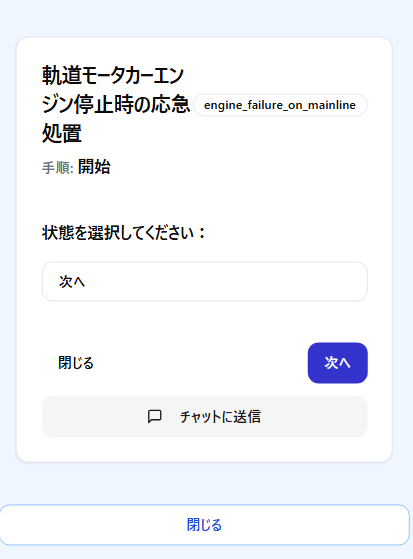 軌道モータカーエン
ジン停止時の応急
処置
engine_failure_on_mainline
手順: 開始
状態を選択してください：
次へ
閉じる
次へ
チャットに送信
閉じる